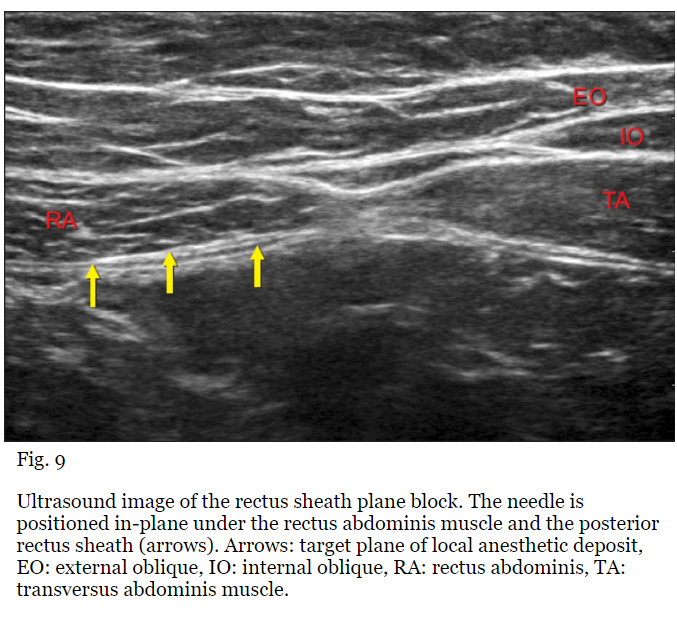 EO
IO
TA
RA
Fig. 9
Ultrasound image of the rectus sheath plane block. The needle is
positioned in-plane under the rectus abdominis muscle and the posterior
rectus sheath (arrows). Arrows: target plane of local anesthetic deposit,
EO: external oblique, IO: internal oblique, RA: rectus abdominis, TA:
transversus abdominis muscle.